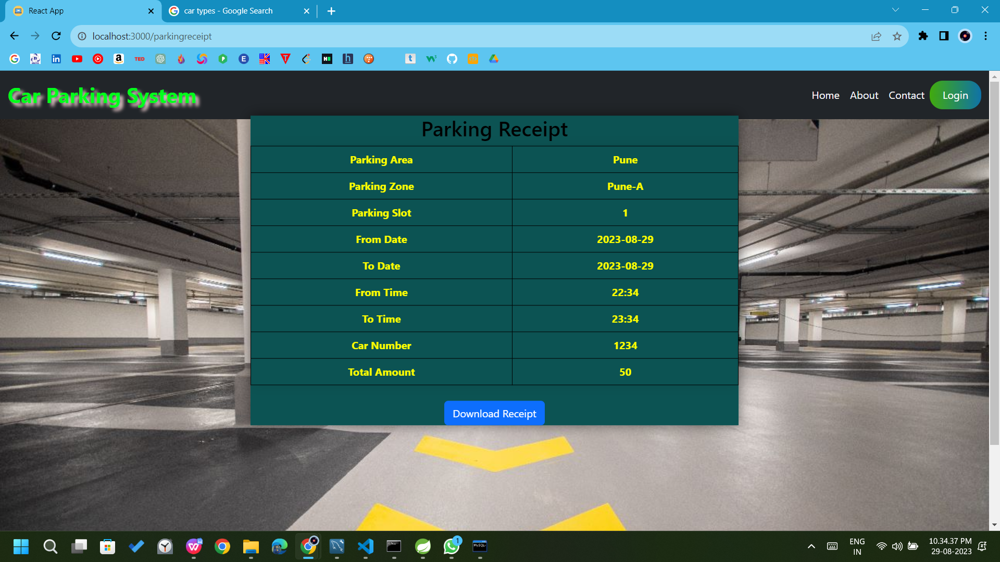 React App
car types - Google Search
localhost:3000/parkingreceipt
TED
Car Parking System
Home About Contact Login
Parking Receipt
Parking Area Pune
Parking Zone Pune-A
Parking Slot 1
From Date 2023-08-29
To Date 2023-08-29
From Time 22:34
To Time 23:34
Car Number 1234
Total Amount 50
Download Receipt
1
ENG
IN
10.34.37 PM
29-08-2023